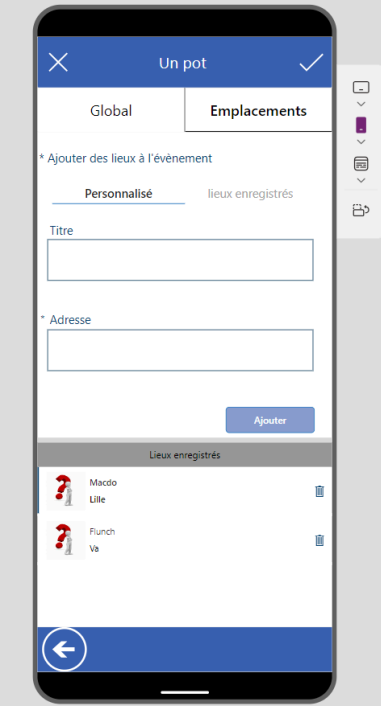 Un pot
Global
Emplacements
* Ajouter des lieux à l'évènement
Personnalisé
lieux enregistrés
Titre
* Adresse
Ajouter
Lieux enregistrés
Macdo
Lille
Flunch
Va